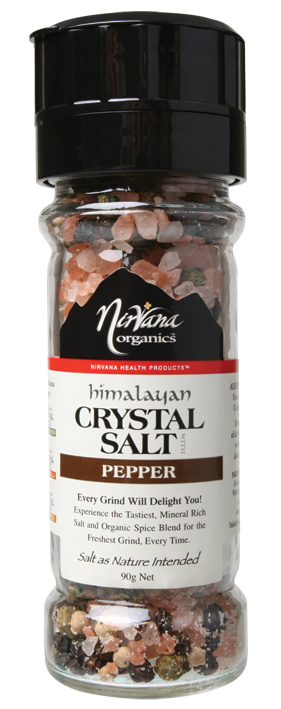 Nirvana
organics™
NIRVANA HEALTH PRODUCTS™
himalayan
CRYSTAL
SALT WITH
PEPPER
Every Grind Will Delight You!
Experience the Tastiest, Mineral Rich
Salt and Organic Spice Blend for the
Freshest Grind, Every Time.
Salt as Nature Intended
90g Net